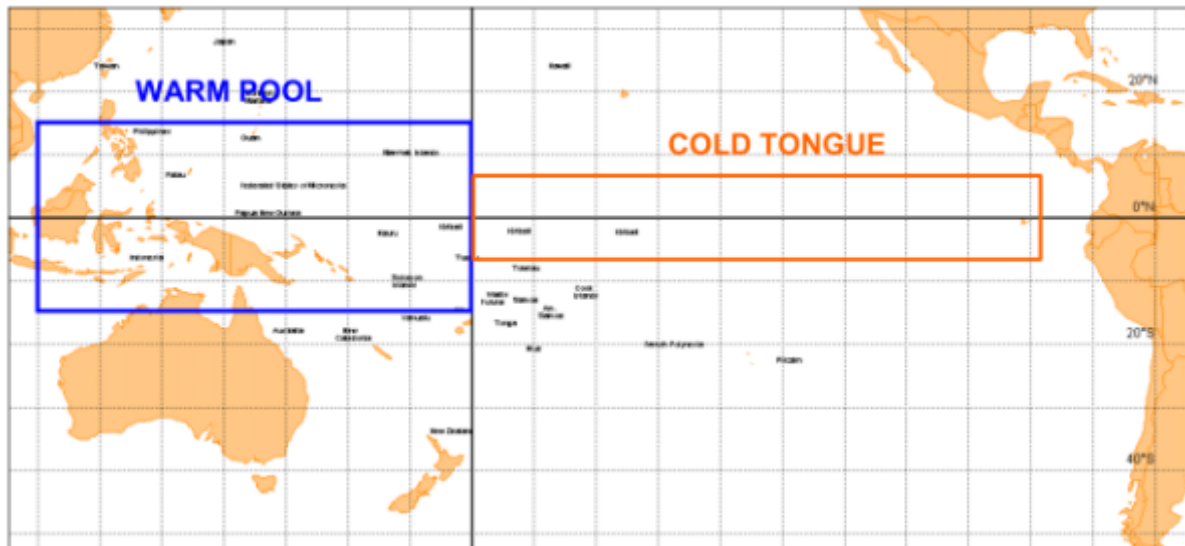 Japan
Taiwan
Hawaii
20°N
WARM POOL
Philippines
Guam
Marshall Islands
COLD TONGUE
Palau
Federated States of Micronesia
Papua New Guinea
0°N
Nauru
Kiribati
Kiribati
Kiribati
Indonesia
Tokelau
Solomon
Islands
Cook
Islands
Wallis
Futuna
Samoa
Am.
Samoa
Vanuatu
Tonga
Australia
New
Caledonia
20°S
Niue
French Polynesia
Pitcairn
New Zealand
40°S